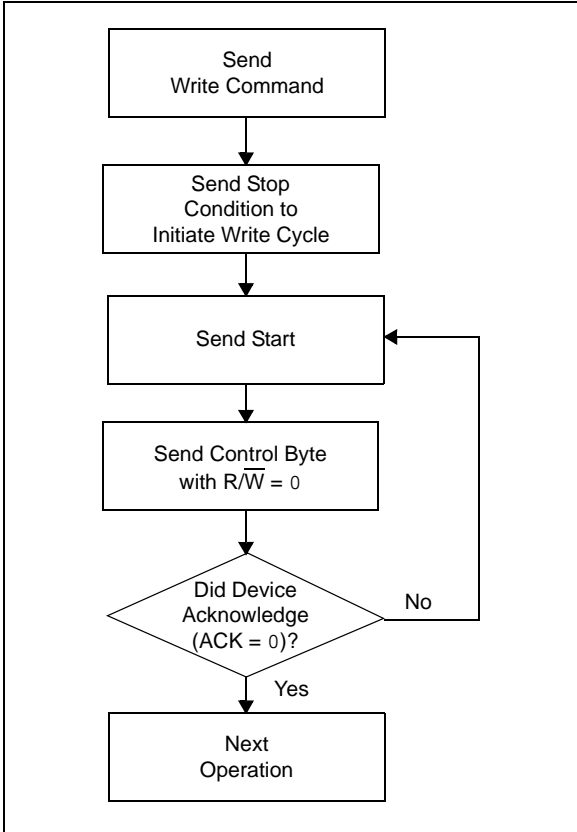 Send
Write Command
Send Stop
Condition to
Initiate Write Cycle
Send Start
Send Control Byte
with R/W̅ = 0
Did Device
Acknowledge
(ACK = 0)?
No
Yes
Next
Operation